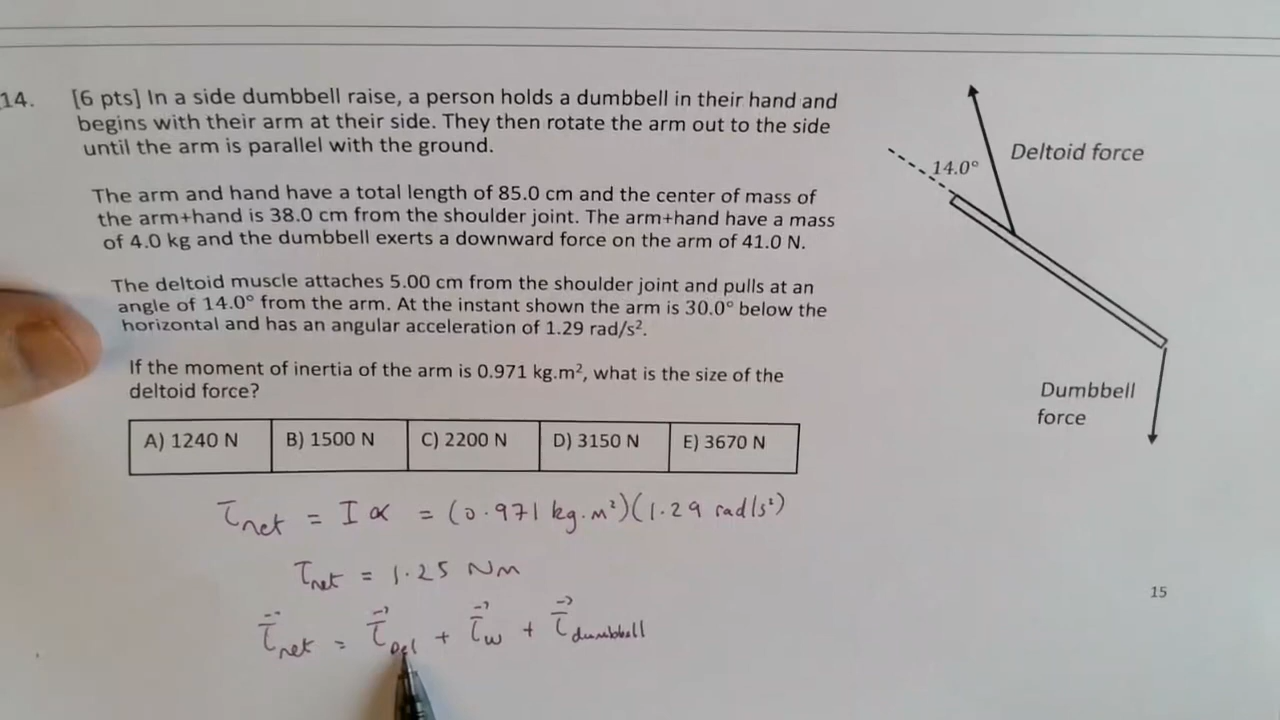 14. [6 pts] In a side dumbbell raise, a person holds a dumbbell in their hand and
begins with their arm at their side. They then rotate the arm out to the side
until the arm is parallel with the ground.
The arm and hand have a total length of 85.0 cm and the center of mass of
the arm+hand is 38.0 cm from the shoulder joint. The arm+hand have a mass
of 4.0 kg and the dumbbell exerts a downward force on the arm of 41.0 N.
The deltoid muscle attaches 5.00 cm from the shoulder joint and pulls at an
angle of 14.0° from the arm. At the instant shown the arm is 30.0° below the
horizontal and has an angular acceleration of 1.29 rad/s².
If the moment of inertia of the arm is 0.971 kg.m², what is the size of the
deltoid force?
A) 1240 N B) 1500 N C) 2200 N D) 3150 N E) 3670 N
Deltoid force
14.0°
Dumbbell
force
τnet = I α = (0.971 kg.m²)(1.29 rad/s²)
τnet = 1.25 Nm
τ⃗net = τ⃗Del + τ⃗w + τ⃗dumbbell
15